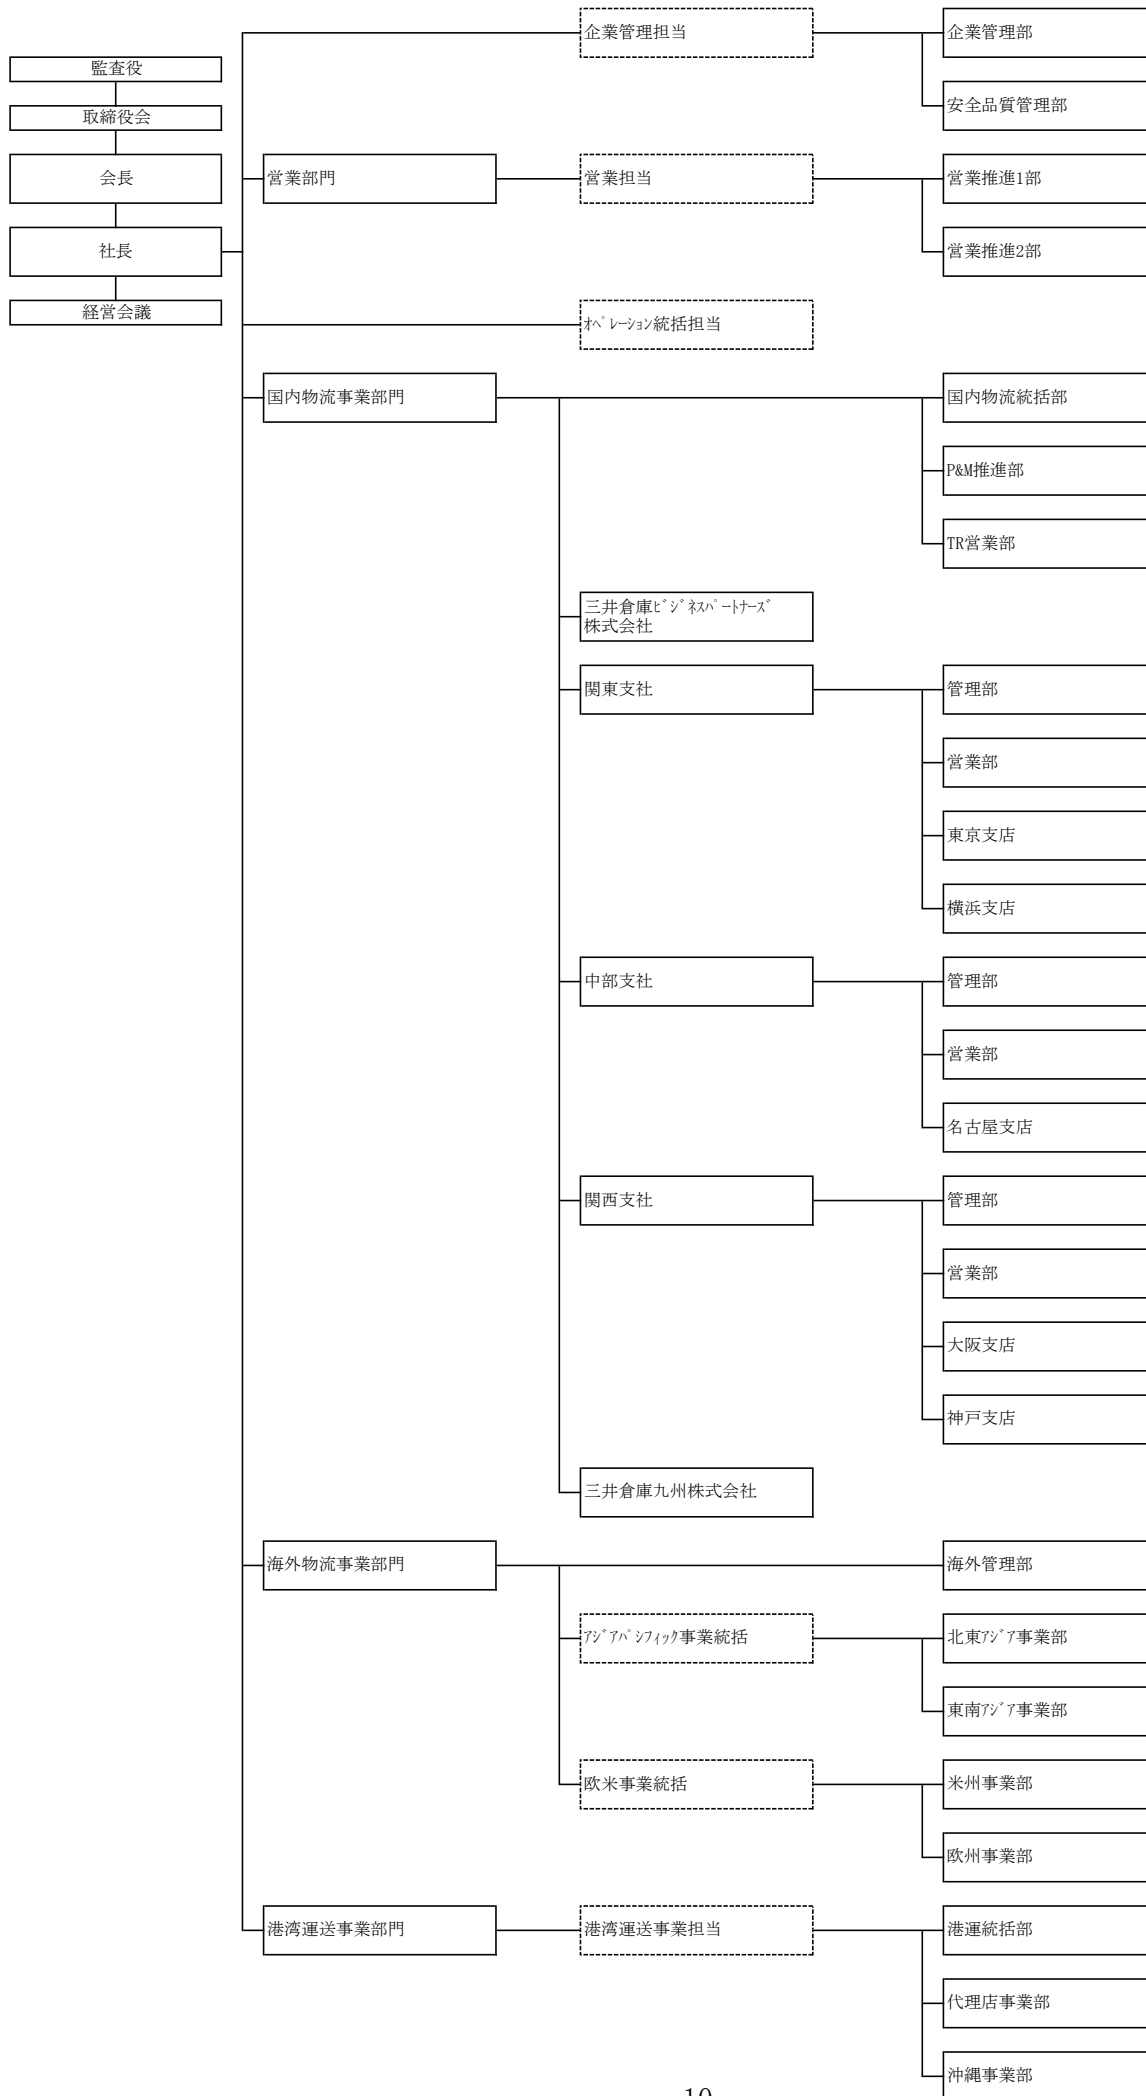 監査役
取締役会
会長
社長
経営会議
企業管理担当
企業管理部
安全品質管理部
営業部門
営業担当
営業推進1部
営業推進2部
ｵﾍﾟﾚｰｼｮﾝ統括担当
国内物流事業部門
国内物流統括部
P&M推進部
TR営業部
三井倉庫ﾋﾞｼﾞﾈｽﾊﾟｰﾄﾅｰｽﾞ
株式会社
関東支社
管理部
営業部
東京支店
横浜支店
中部支社
管理部
営業部
名古屋支店
関西支社
管理部
営業部
大阪支店
神戸支店
三井倉庫九州株式会社
海外物流事業部門
海外管理部
ｱｼﾞｱﾊﾟｼﾌｨｯｸ事業統括
北東ｱｼﾞｱ事業部
東南ｱｼﾞｱ事業部
欧米事業統括
米州事業部
欧州事業部
港湾運送事業部門
港湾運送事業担当
港運統括部
代理店事業部
沖縄事業部
10